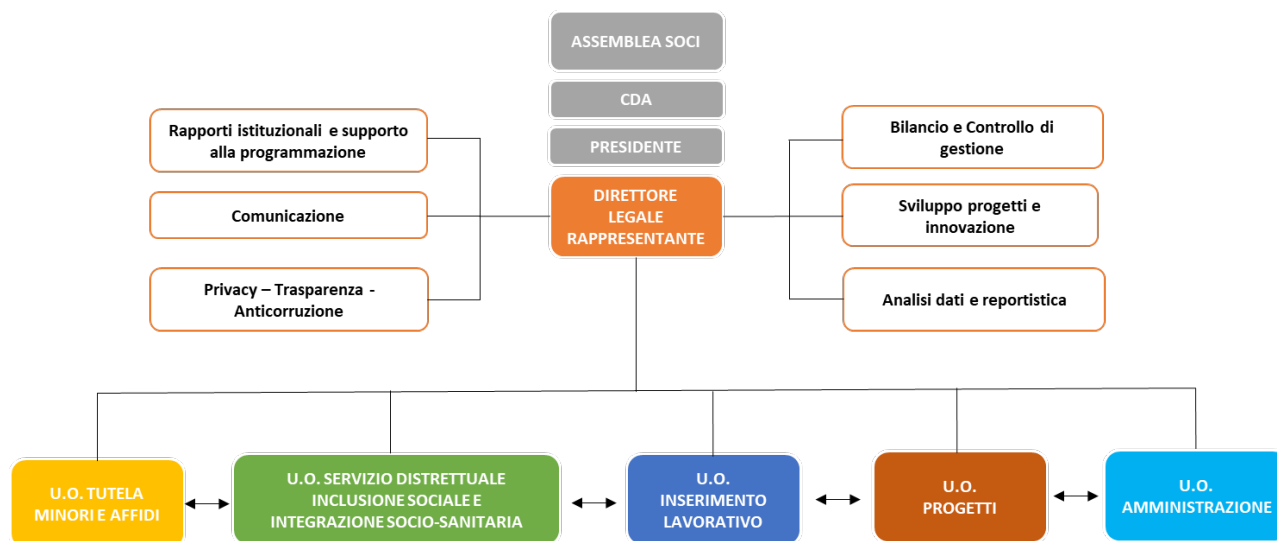 ASSEMBLEA SOCI
CDA
PRESIDENTE
DIRETTORE
LEGALE
RAPPRESENTANTE
Rapporti istituzionali e supporto
alla programmazione
Comunicazione
Privacy – Trasparenza -
Anticorruzione
Bilancio e Controllo di
gestione
Sviluppo progetti e
innovazione
Analisi dati e reportistica
U.O. TUTELA
MINORI E AFFIDI
U.O. SERVIZIO DISTRETTUALE
INCLUSIONE SOCIALE E
INTEGRAZIONE SOCIO-SANITARIA
U.O.
INSERIMENTO
LAVORATIVO
U.O.
PROGETTI
U.O.
AMMINISTRAZIONE